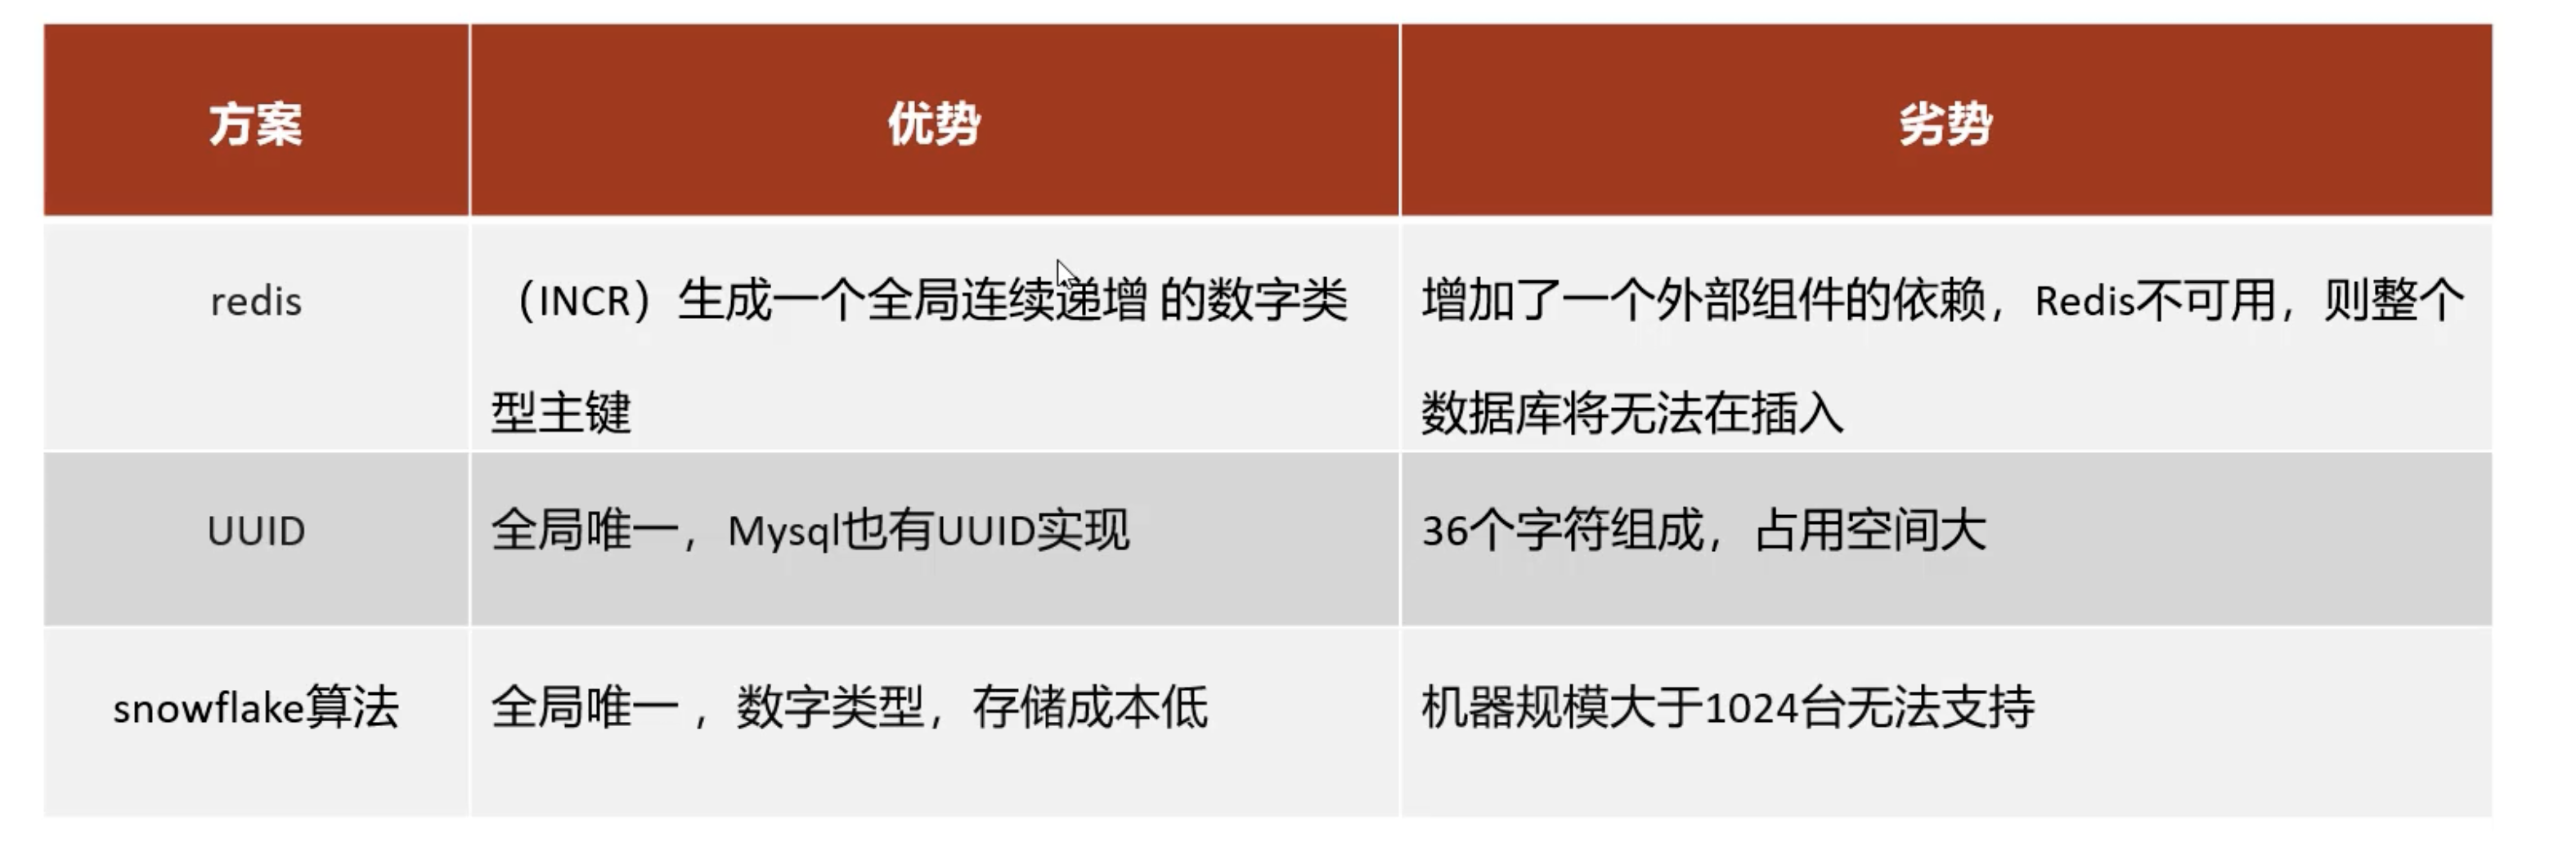 方案
优势
劣势
redis
（INCR）生成一个全局连续递增 的数字类
型主键
增加了一个外部组件的依赖，Redis不可用，则整个
数据库将无法在插入
UUID
全局唯一，Mysql也有UUID实现
36个字符组成，占用空间大
snowflake算法
全局唯一 ，数字类型，存储成本低
机器规模大于1024台无法支持